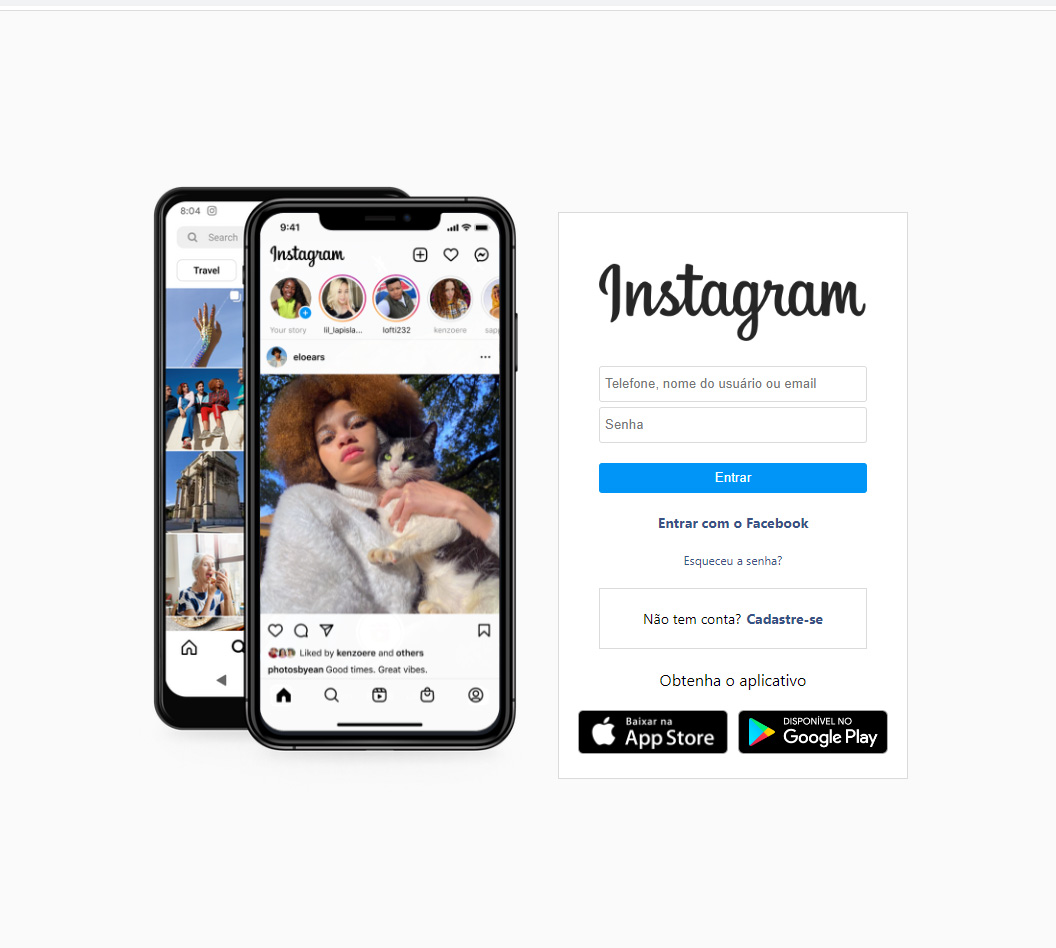 8:04
Search
Travel
9:41
Instagram
Your story
lil_lapisla...
lofti232
kenzoere
sap
eloears
Liked by kenzoere and others
photosbyean Good times. Great vibes.
Instagram
Telefone, nome do usuário ou email
Senha
Entrar
Entrar com o Facebook
Esqueceu a senha?
Não tem conta? Cadastre-se
Obtenha o aplicativo
Baixar na
App Store
DISPONÍVEL NO
Google Play